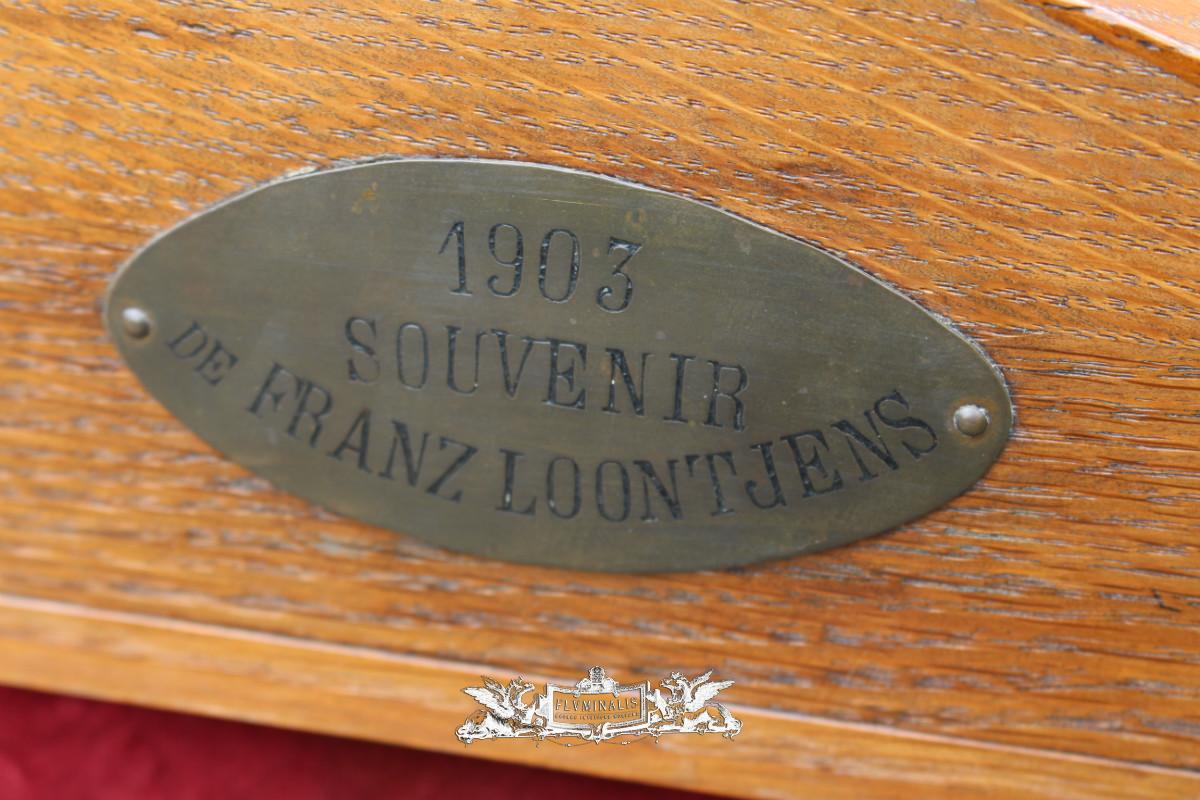 1903
SOUVENIR
DE FRANZ LOONTJENS
FLVMINALIS